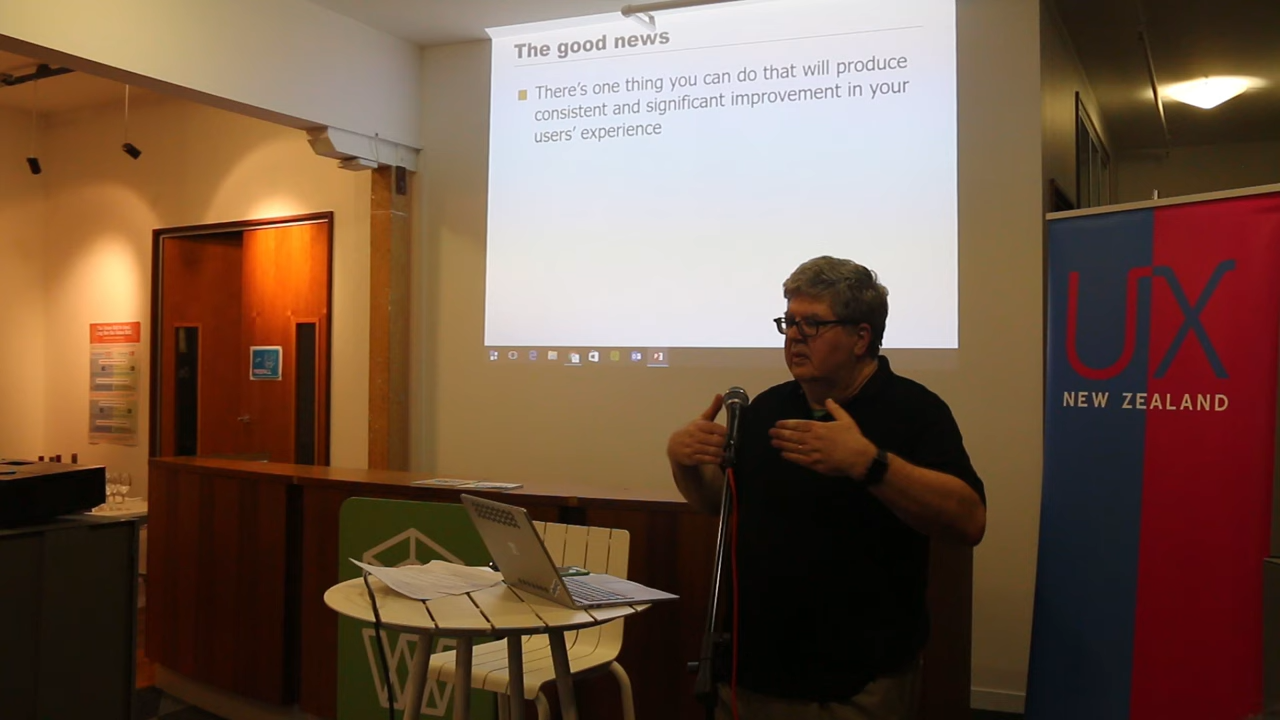 The good news
There's one thing you can do that will produce
consistent and significant improvement in your
users' experience
UX
NEW ZEALAND